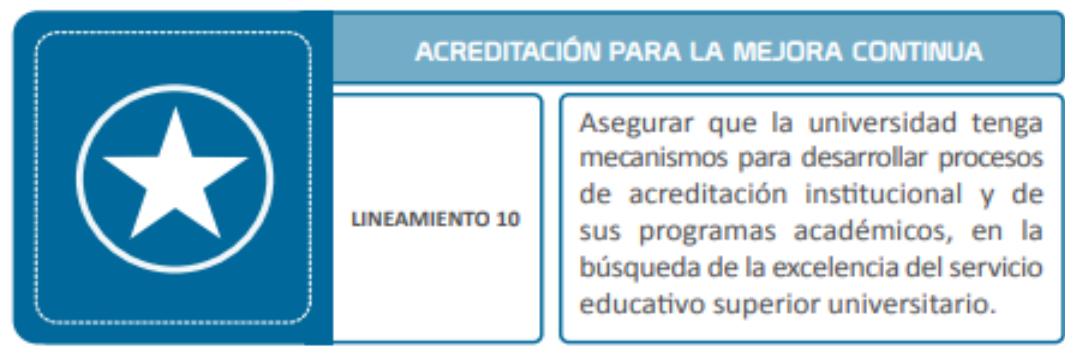 ACREDITACIÓN PARA LA MEJORA CONTINUA
LINEAMIENTO 10
Asegurar que la universidad tenga
mecanismos para desarrollar procesos
de acreditación institucional y de
sus programas académicos, en la
búsqueda de la excelencia del servicio
educativo superior universitario.